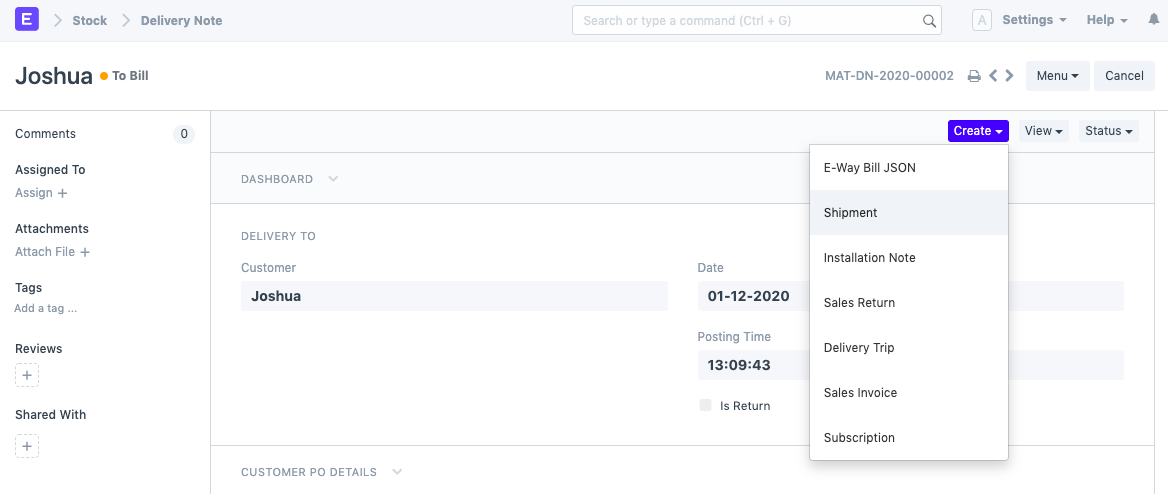 E Stock Delivery Note Search or type a command (Ctrl + G) A Settings Help
Joshua To Bill MAT-DN-2020-00002 Menu Cancel
Comments 0
Assigned To
Assign +
Attachments
Attach File +
Tags
Add a tag ...
Reviews
+
Shared With
+
Create View Status
E-Way Bill JSON
Shipment
Installation Note
Sales Return
Delivery Trip
Sales Invoice
Subscription
DASHBOARD
DELIVERY TO
Customer
Joshua
Date
01-12-2020
Posting Time
13:09:43
Is Return
CUSTOMER PO DETAILS